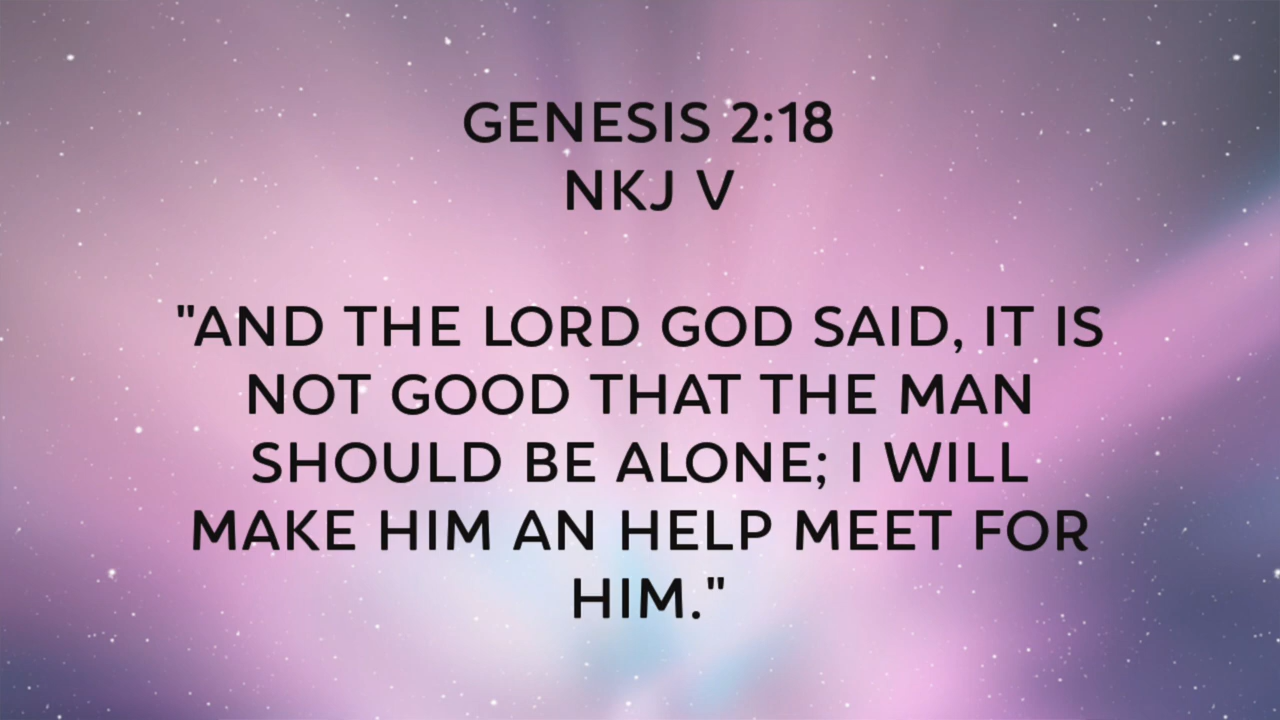 GENESIS 2:18
NKJ V
"AND THE LORD GOD SAID, IT IS
NOT GOOD THAT THE MAN
SHOULD BE ALONE; I WILL
MAKE HIM AN HELP MEET FOR
HIM."